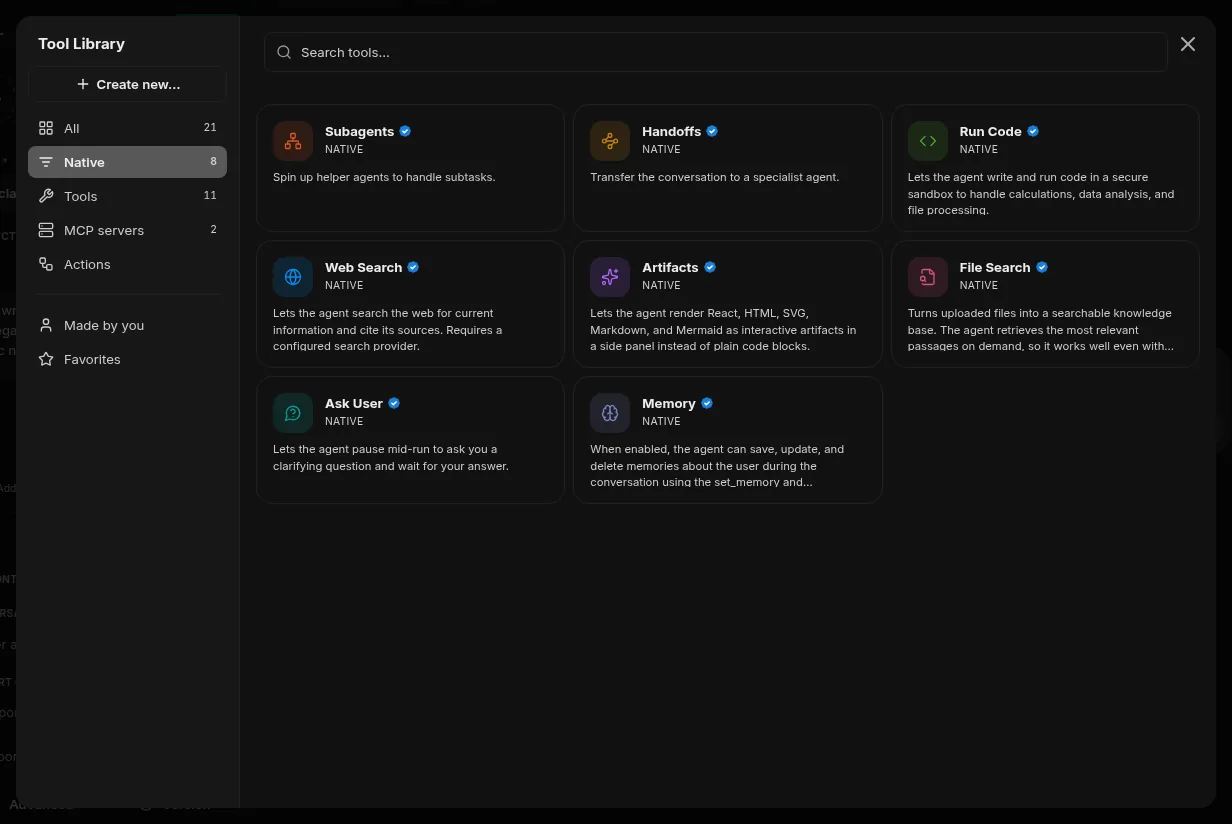 Tool Library
Create new...
All 21
Native 8
Tools 11
MCP servers 2
Actions
Made by you
Favorites
Search tools...
Subagents
NATIVE
Spin up helper agents to handle subtasks.
Handoffs
NATIVE
Transfer the conversation to a specialist agent.
Run Code
NATIVE
Lets the agent write and run code in a secure
sandbox to handle calculations, data analysis, and
file processing.
Web Search
NATIVE
Lets the agent search the web for current
information and cite its sources. Requires a
configured search provider.
Artifacts
NATIVE
Lets the agent render React, HTML, SVG,
Markdown, and Mermaid as interactive artifacts in
a side panel instead of plain code blocks.
File Search
NATIVE
Turns uploaded files into a searchable knowledge
base. The agent retrieves the most relevant
passages on demand, so it works well even with...
Ask User
NATIVE
Lets the agent pause mid-run to ask you a
clarifying question and wait for your answer.
Memory
NATIVE
When enabled, the agent can save, update, and
delete memories about the user during the
conversation using the set_memory and...